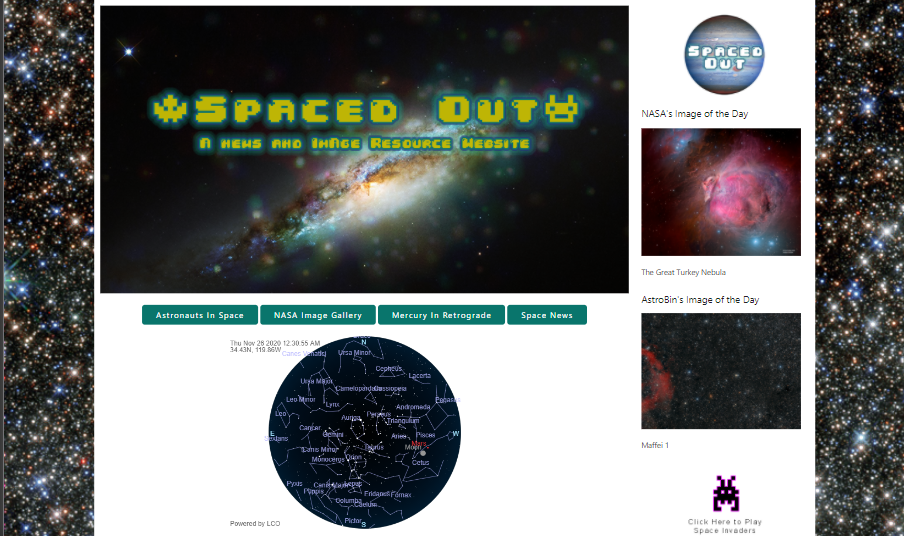 Spaced Out
A news and Image Resource Website
Astronauts In Space
NASA Image Gallery
Mercury In Retrograde
Space News
Thu Nov 26 2020 12:30:55 AM
34.43N, 119.86W
N
Canes Venatici
Ursa Minor
Cepheus
Lacerta
Ursa Major
Camelopardalis
Cassiopeia
Leo Minor
Lynx
Pegasus
Andromeda
Leo
Auriga
Perseus
Triangulum
Cancer
Gemini
Aries
Pisces
E
W
Sextans
Mars
Moon
Canis Minor
Taurus
Orion
Monoceros
Cetus
Pyxis
Canis Major
Lepus
Puppis
Eridanus
Fornax
Columba
Caelum
Pictor
S
Powered by LCO
Spaced
Out
NASA's Image of the Day
The Great Turkey Nebula
AstroBin's Image of the Day
Maffei 1
Click Here to Play
Space Invaders